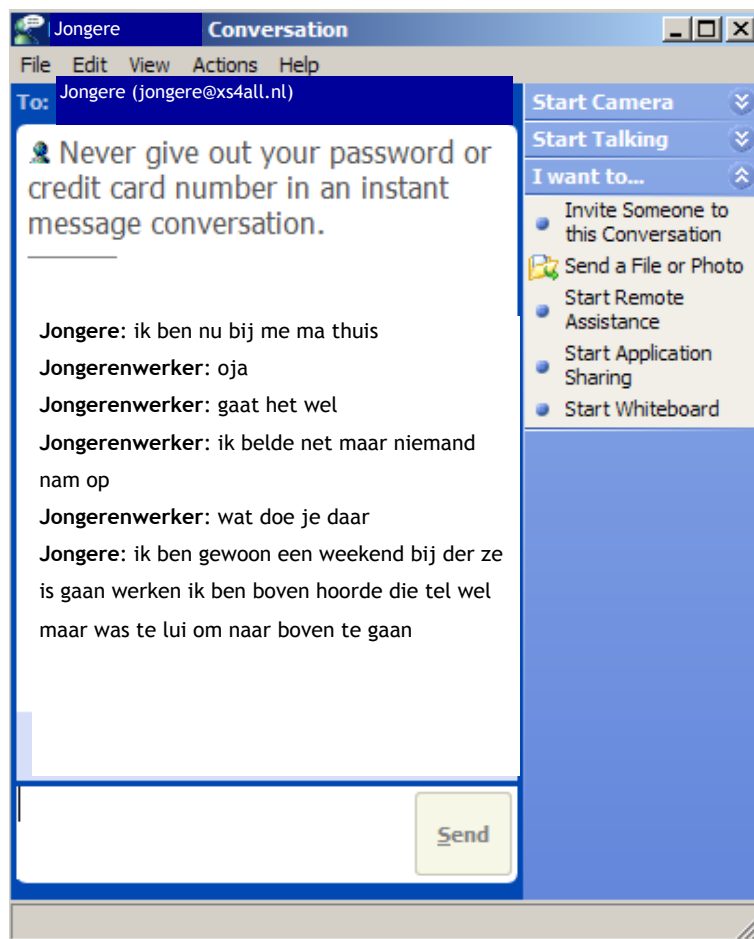 Jongere Conversation
File Edit View Actions Help
To: Jongere (jongere@xs4all.nl)
Never give out your password or
credit card number in an instant
message conversation.
Jongere: ik ben nu bij me ma thuis
Jongerenwerker: oja
Jongerenwerker: gaat het wel
Jongerenwerker: ik belde net maar niemand
nam op
Jongerenwerker: wat doe je daar
Jongere: ik ben gewoon een weekend bij der ze
is gaan werken ik ben boven hoorde die tel wel
maar was te lui om naar boven te gaan
Send
Start Camera
Start Talking
I want to...
Invite Someone to
this Conversation
Send a File or Photo
Start Remote
Assistance
Start Application
Sharing
Start Whiteboard